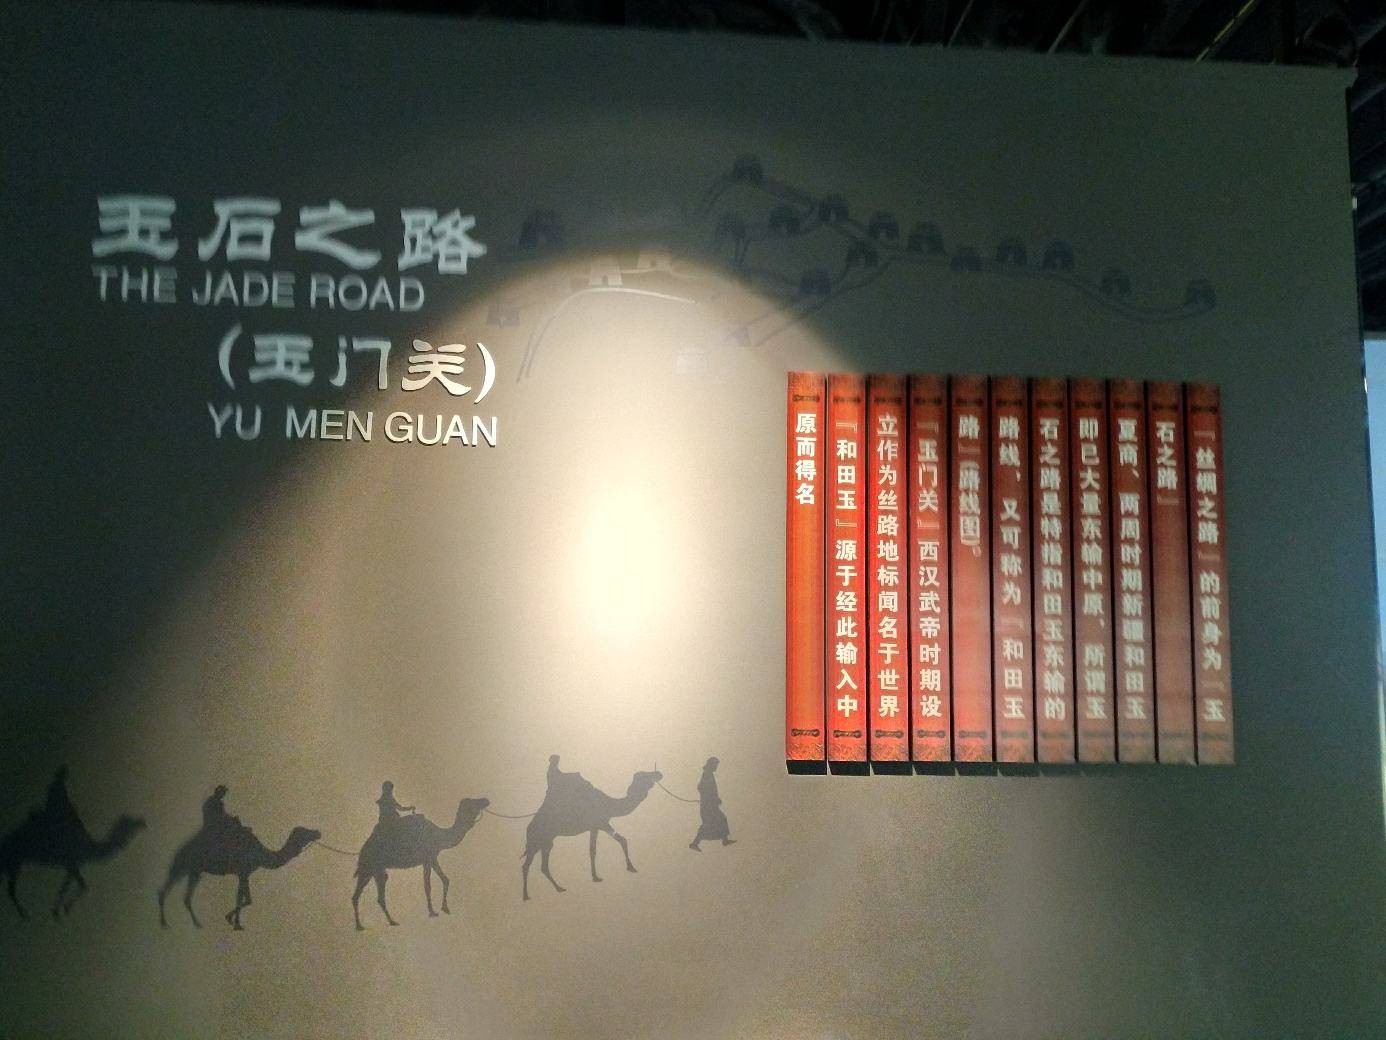 玉石之路
THE JADE ROAD
(玉门关)
YU MEN GUAN
『丝绸之路』的前身为『玉
石之路』
夏商、两周时期新疆和田玉
即已大量东输中原、所谓玉
石之路是特指和田玉东输的
路线，又可称为『和田玉
路』（路线图）。
『玉门关』西汉武帝时期设
立作为丝路地标闻名于世界
『和田玉』源于经此输入中
原而得名